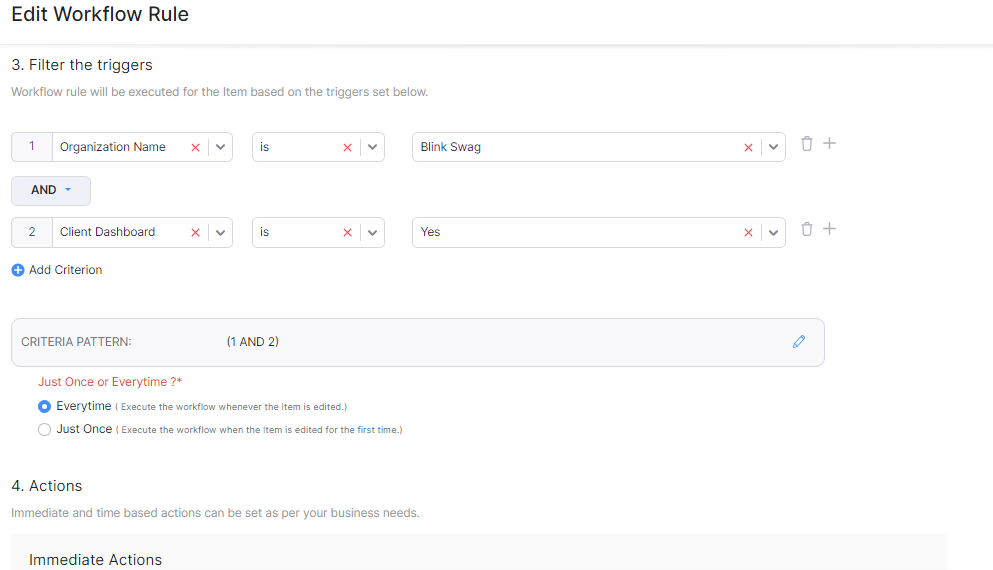 Edit Workflow Rule
3. Filter the triggers
Workflow rule will be executed for the Item based on the triggers set below.
1 Organization Name is Blink Swag
AND
2 Client Dashboard is Yes
Add Criterion
CRITERIA PATTERN: (1 AND 2)
Just Once or Everytime ?*
Everytime ( Execute the workflow whenever the Item is edited.)
Just Once ( Execute the workflow when the Item is edited for the first time.)
4. Actions
Immediate and time based actions can be set as per your business needs.
Immediate Actions